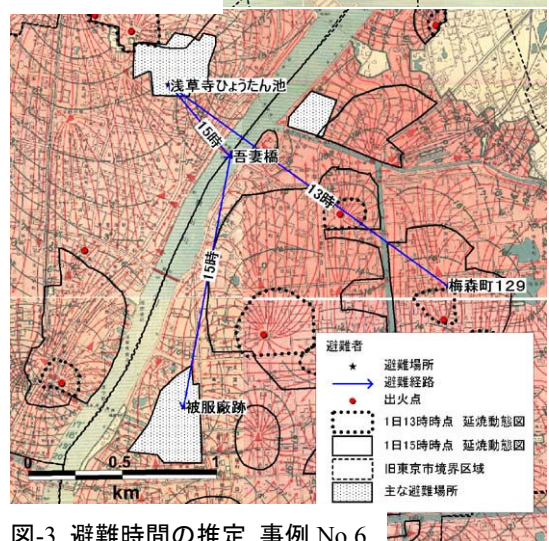 浅草寺ひょうたん池
15時
吾妻橋
13時
15時
梅森町129
被服廠跡
避難者
避難場所
避難経路
出火点
1日13時時点 延焼動態図
1日15時時点 延焼動態図
旧東京市境界区域
主な避難場所
0 0.5 1
km
図-3 避難時間の推定 事例 No.6